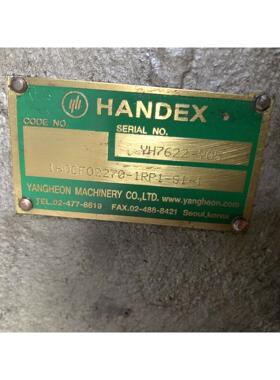 HANDEX
CODE NO.
SERIAL NO.
YANGHEON MACHINERY CO.,LTD. www.yangheon.com
TEL.02-477-8619 FAX.02-488-8421 Seoul,korea